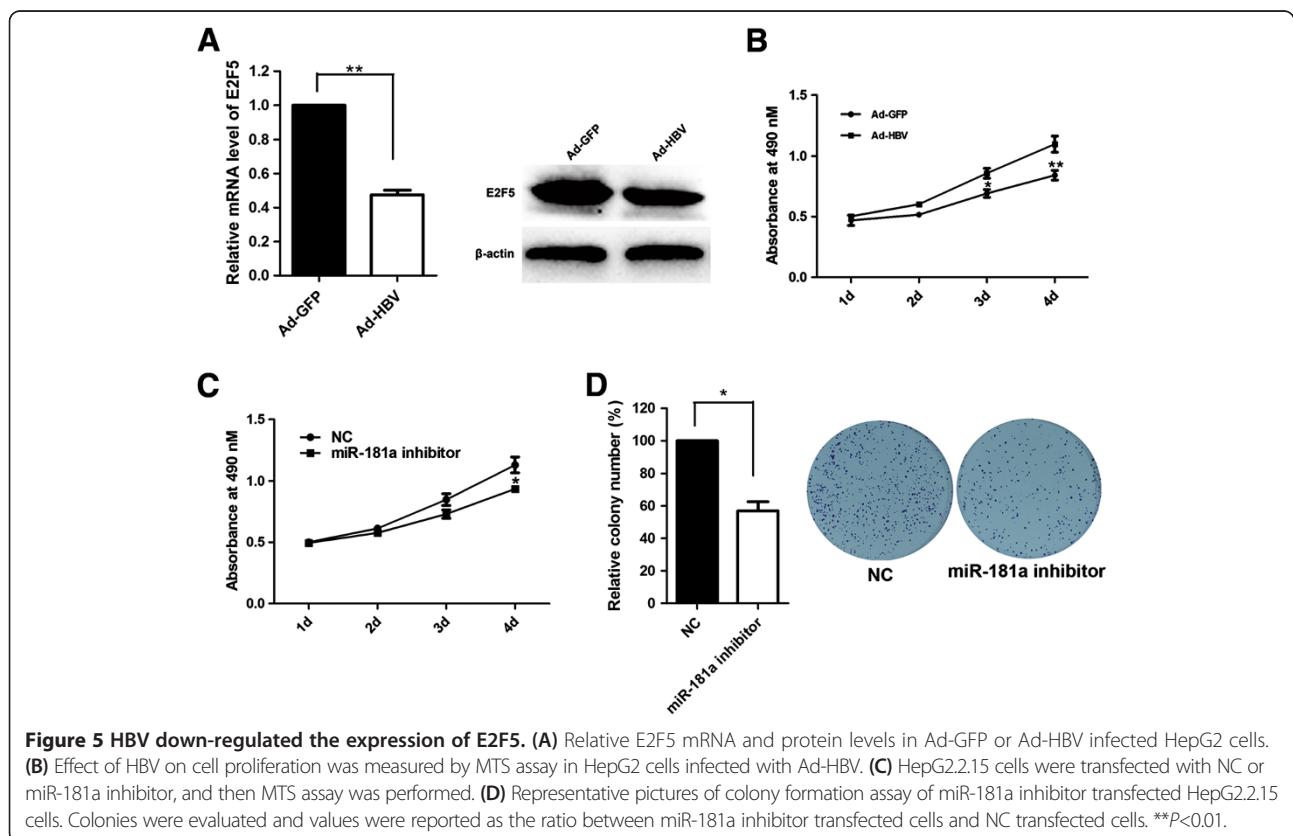 A
Relative mRNA level of E2F5
1.2
1.0
0.8
0.6
0.4
0.2
0.0
**
Ad-GFP
Ad-HBV
Ad-GFP
Ad-HBV
E2F5
β-actin
B
Absorbance at 490 nM
1.5
1.0
0.5
0.0
Ad-GFP
Ad-HBV
*
**
1d
2d
3d
4d
C
Absorbance at 490 nM
1.5
1.0
0.5
0.0
NC
miR-181a inhibitor
*
1d
2d
3d
4d
D
Relative colony number (%)
120
100
80
60
40
20
0
*
NC
miR-181a inhibitor
NC
miR-181a inhibitor
Figure 5 HBV down-regulated the expression of E2F5. (A) Relative E2F5 mRNA and protein levels in Ad-GFP or Ad-HBV infected HepG2 cells.
(B) Effect of HBV on cell proliferation was measured by MTS assay in HepG2 cells infected with Ad-HBV. (C) HepG2.2.15 cells were transfected with NC or
miR-181a inhibitor, and then MTS assay was performed. (D) Representative pictures of colony formation assay of miR-181a inhibitor transfected HepG2.2.15
cells. Colonies were evaluated and values were reported as the ratio between miR-181a inhibitor transfected cells and NC transfected cells. **P<0.01.